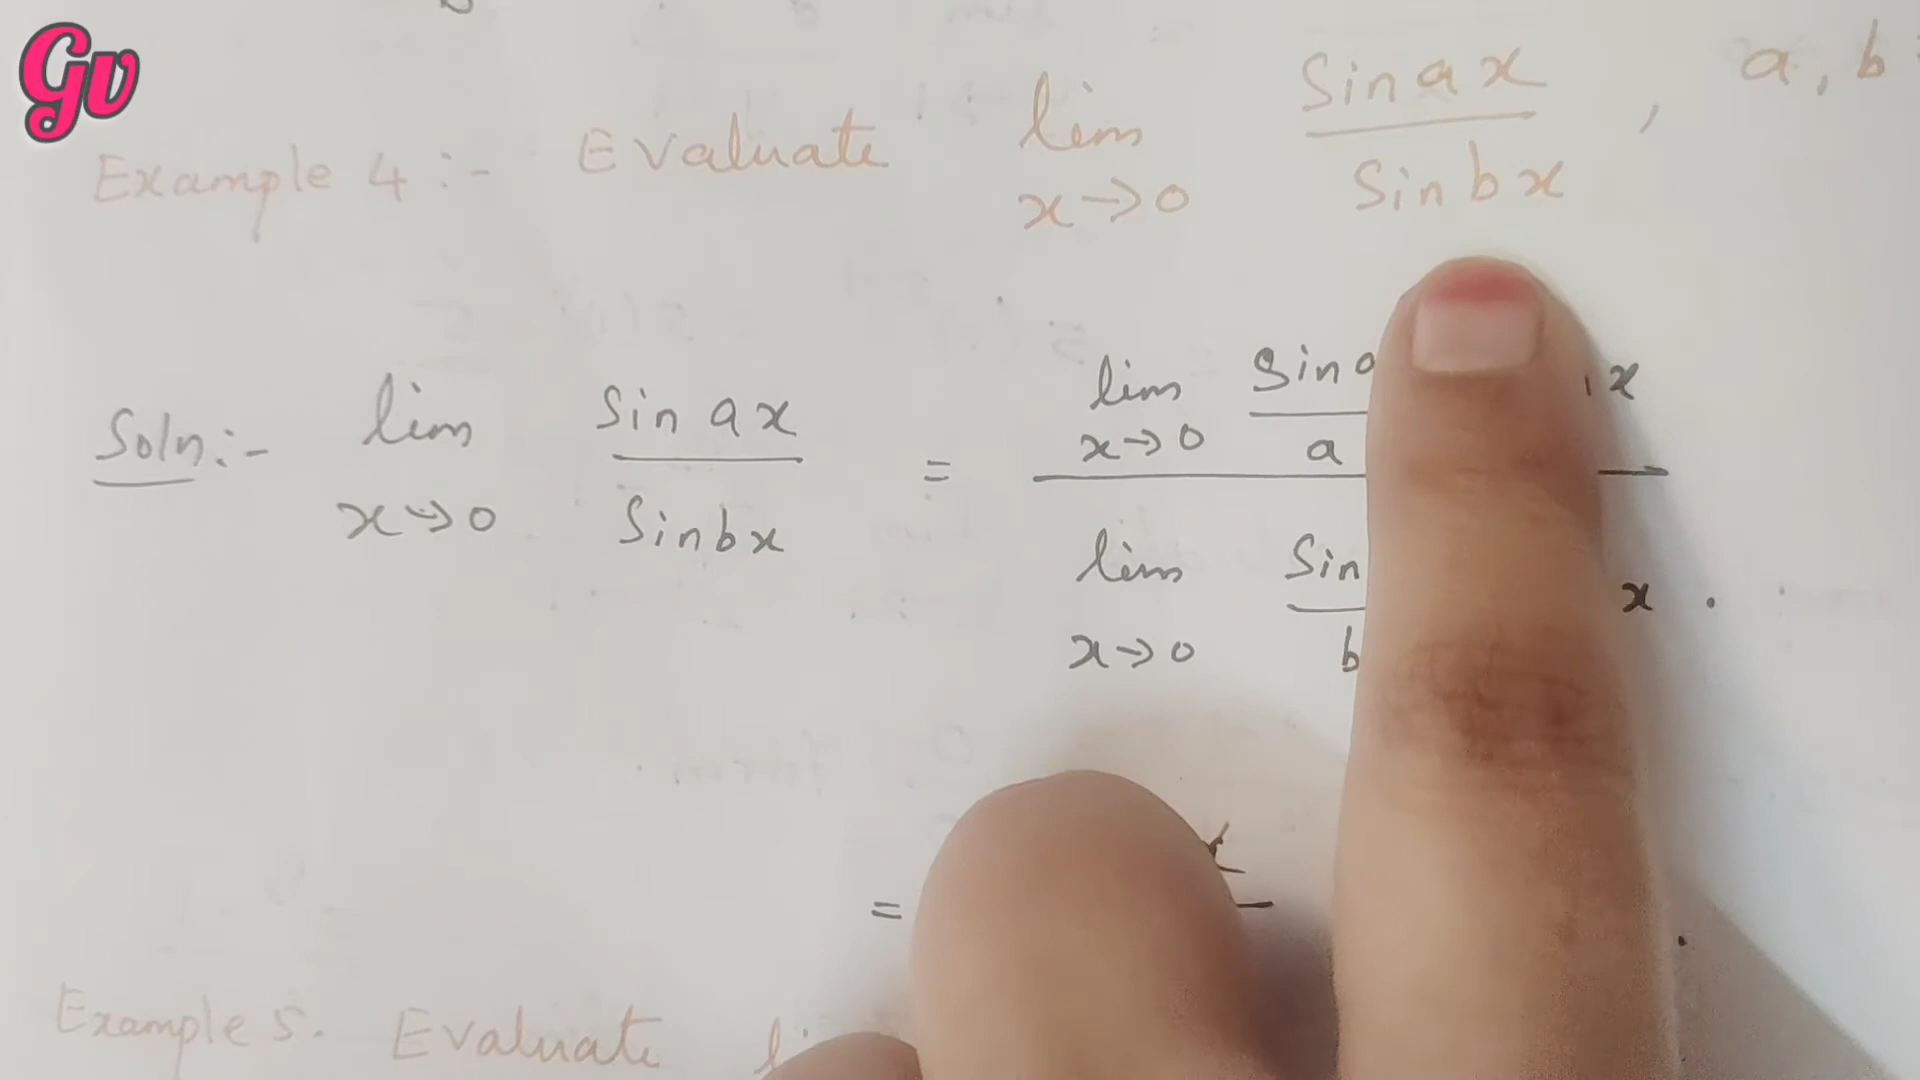 Gv
Example 4 :- Evaluate lim x→0 Sin ax / Sin bx , a, b
Soln:- lim x→0 Sin ax / Sin bx = lim x→0 Sin / a x
lim x→0 Sin / b x .
=
Example 5. Evaluate